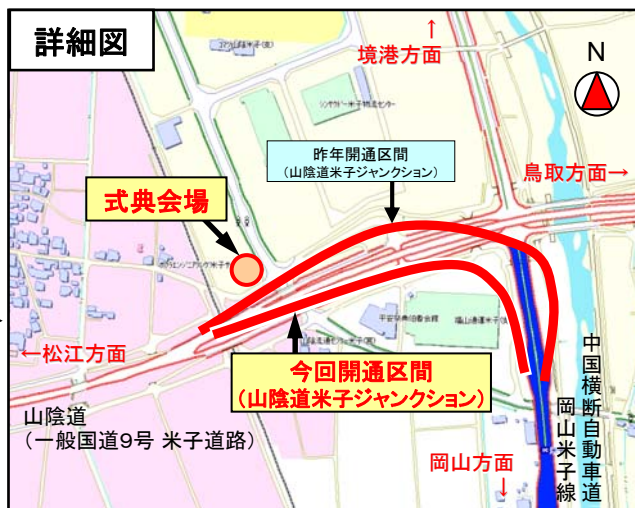 詳細図
境港方面
N
昨年開通区間
(山陰道米子ジャンクション)
鳥取方面→
式典会場
←松江方面
今回開通区間
(山陰道米子ジャンクション)
山陰道
(一般国道9号 米子道路)
岡山方面
中国横断自動車道
岡山米子線